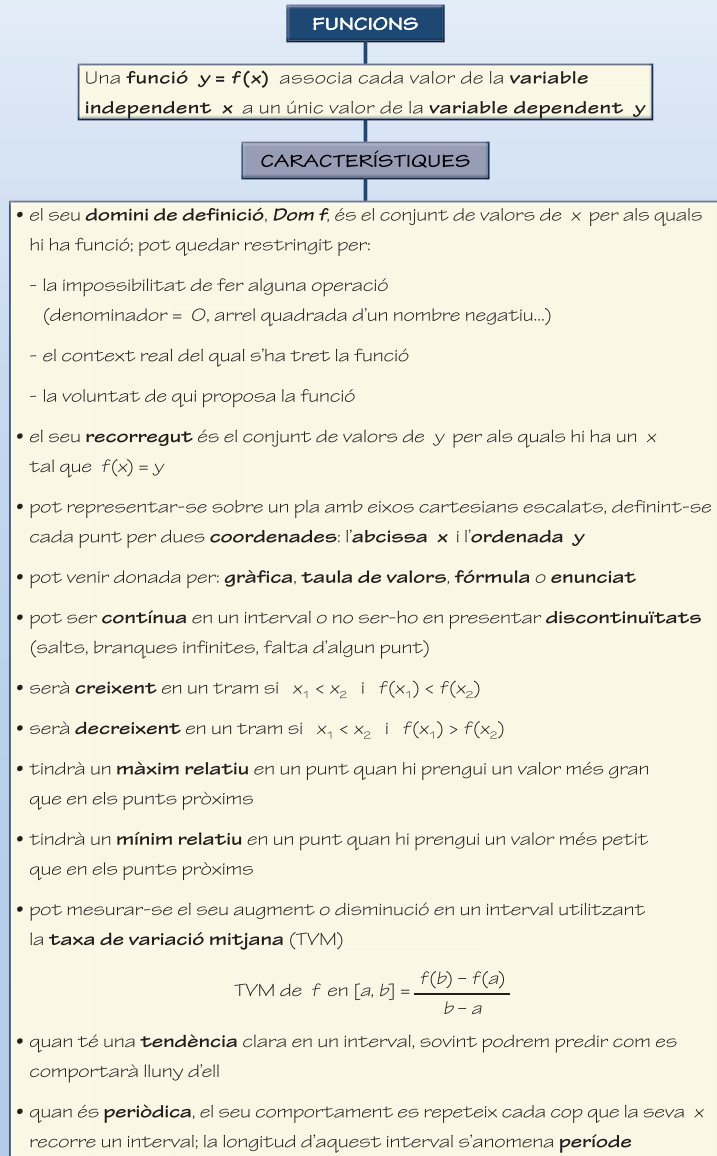 FUNCIONS
Una funció y = f(x) associa cada valor de la variable
independent x a un únic valor de la variable dependent y
CARACTERÍSTIQUES
• el seu domini de definició, Dom f, és el conjunt de valors de x per als quals
hi ha funció; pot quedar restringit per:
- la impossibilitat de fer alguna operació
(denominador = 0, arrel quadrada d'un nombre negatiu...)
- el context real del qual s'ha tret la funció
- la voluntat de qui proposa la funció
• el seu recorregut és el conjunt de valors de y per als quals hi ha un x
tal que f(x) = y
• pot representar-se sobre un pla amb eixos cartesians escalats, definint-se
cada punt per dues coordenades: l'abcissa x i l'ordenada y
• pot venir donada per: gràfica, taula de valors, fórmula o enunciat
• pot ser contínua en un interval o no ser-ho en presentar discontinuïtats
(salts, branques infinites, falta d'algun punt)
• serà creixent en un tram si x₁ < x₂ i f(x₁) < f(x₂)
• serà decreixent en un tram si x₁ < x₂ i f(x₁) > f(x₂)
• tindrà un màxim relatiu en un punt quan hi prengui un valor més gran
que en els punts pròxims
• tindrà un mínim relatiu en un punt quan hi prengui un valor més petit
que en els punts pròxims
• pot mesurar-se el seu augment o disminució en un interval utilitzant
la taxa de variació mitjana (TVM)
TVM de f en [a, b] = f(b) – f(a) / b – a
• quan té una tendència clara en un interval, sovint podrem predir com es
comportarà lluny d'ell
• quan és periòdica, el seu comportament es repeteix cada cop que la seva x
recorre un interval; la longitud d'aquest interval s'anomena període